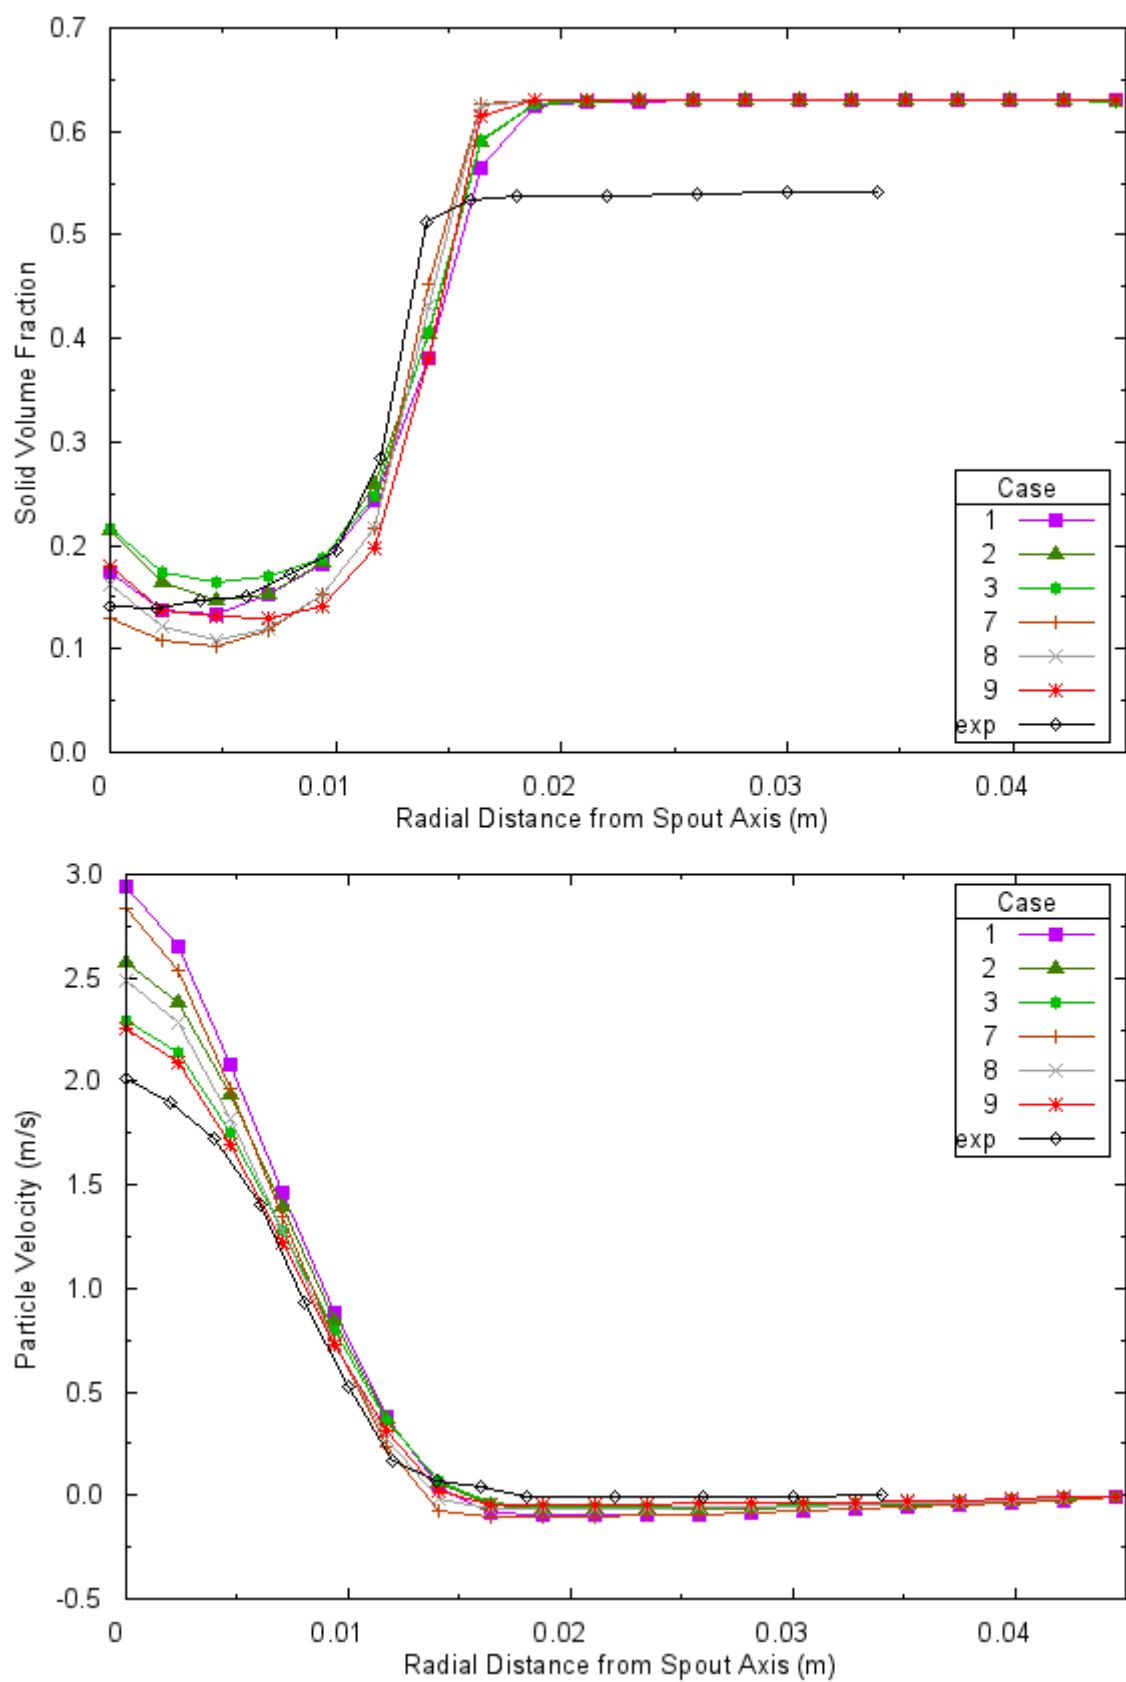 0.7
0.6
0.5
0.4
0.3
0.2
0.1
0.0
Solid Volume Fraction
Case
1
2
3
7
8
9
exp
0 0.01 0.02 0.03 0.04
Radial Distance from Spout Axis (m)
3.0
2.5
2.0
1.5
1.0
0.5
0.0
-0.5
Particle Velocity (m/s)
Case
1
2
3
7
8
9
exp
0 0.01 0.02 0.03 0.04
Radial Distance from Spout Axis (m)